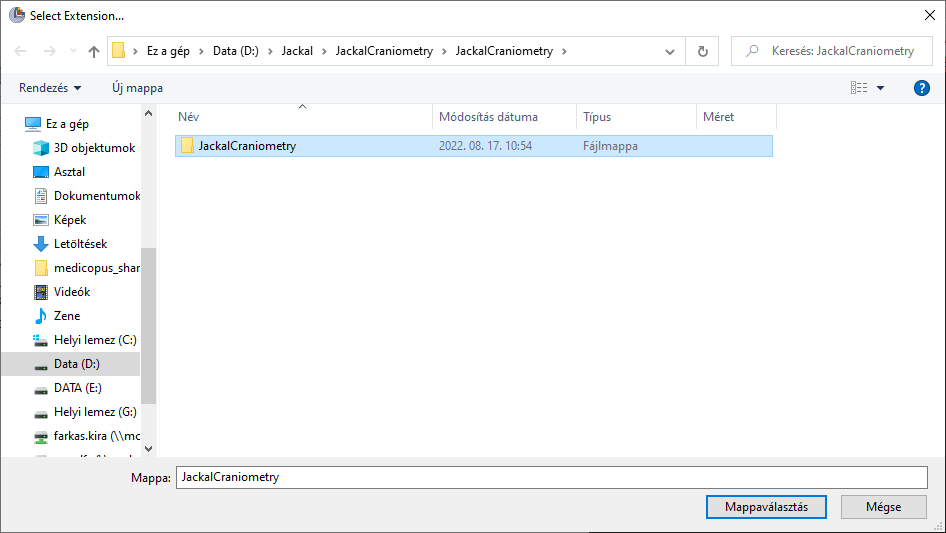 Select Extension...
Ez a gép Data (D:) Jackal JackalCraniometry JackalCraniometry
Keresés: JackalCraniometry
Rendezés Új mappa ?
Név Módosítás dátuma Típus Méret
JackalCraniometry 2022. 08. 17. 10:54 Fájlmappa
Ez a gép
3D objektumok
Asztal
Dokumentumok
Képek
Letöltések
medicopus_shar
Videók
Zene
Helyi lemez (C:)
Data (D:)
DATA (E:)
Helyi lemez (G:)
farkas.kira (\\mc
Mappa: JackalCraniometry
Mappaválasztás Mégse